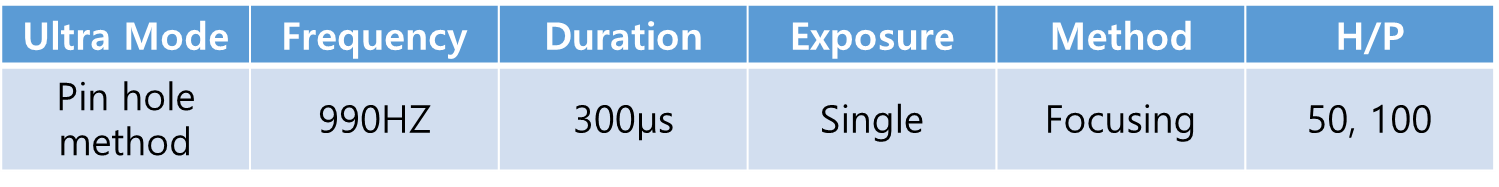 Ultra Mode Frequency Duration Exposure Method H/P
Pin hole
method 990HZ 300μs Single Focusing 50, 100